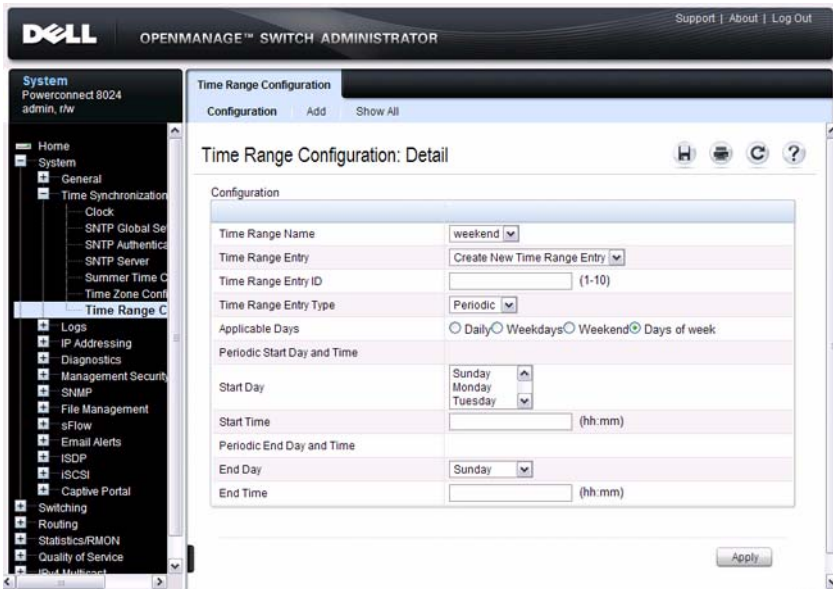 Support | About | Log Out
DELL OPENMANAGE™ SWITCH ADMINISTRATOR
System
Powerconnect 8024
admin, r/w
Home
System
General
Time Synchronization
Clock
SNTP Global Se
SNTP Authentica
SNTP Server
Summer Time C
Time Zone Confi
Time Range C
Logs
IP Addressing
Diagnostics
Management Security
SNMP
File Management
sFlow
Email Alerts
ISDP
iSCSI
Captive Portal
Switching
Routing
Statistics/RMON
Quality of Service
IPv4 Multicast
Time Range Configuration
Configuration Add Show All
Time Range Configuration: Detail
Configuration
Time Range Name weekend
Time Range Entry Create New Time Range Entry
Time Range Entry ID (1-10)
Time Range Entry Type Periodic
Applicable Days Daily Weekdays Weekend Days of week
Periodic Start Day and Time
Start Day Sunday
Monday
Tuesday
Start Time (hh:mm)
Periodic End Day and Time
End Day Sunday
End Time (hh:mm)
Apply